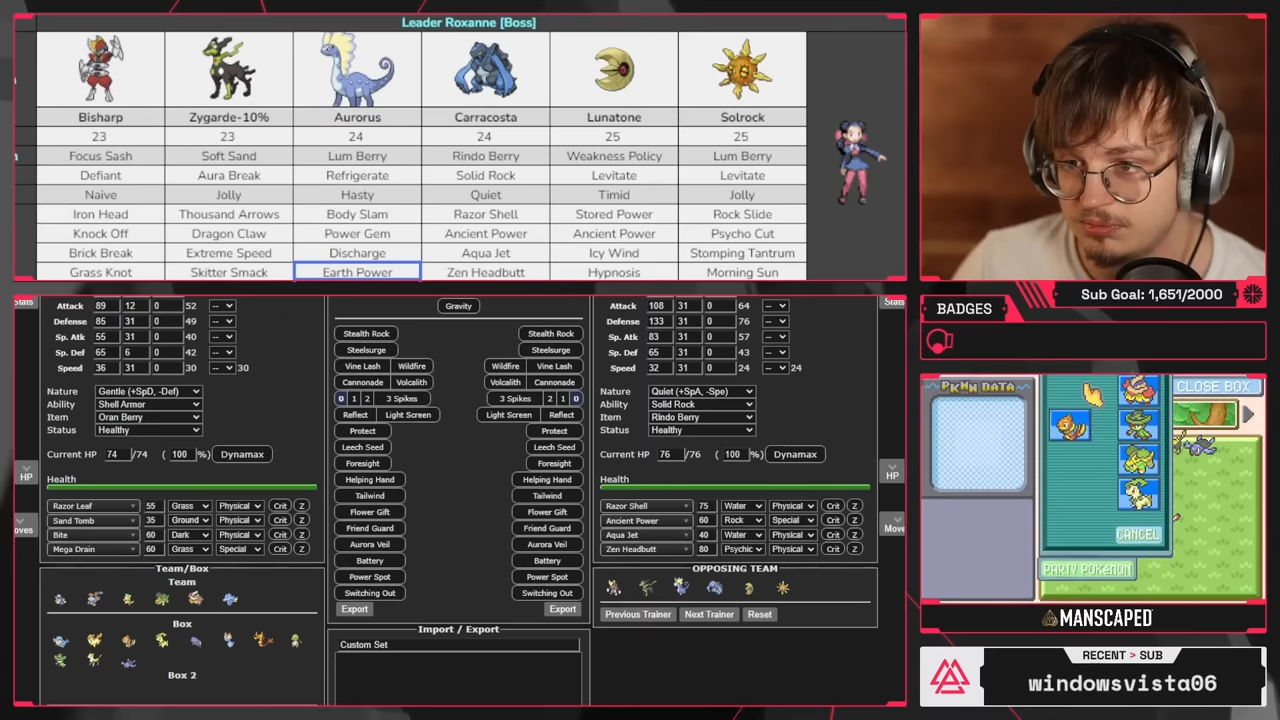 Leader Roxanne [Boss]
Bisharp Zygarde-10% Aurorus Carracosta Lunatone Solrock
23 23 24 24 25 25
Focus Sash Soft Sand Lum Berry Rindo Berry Weakness Policy Lum Berry
Defiant Aura Break Refrigerate Solid Rock Levitate Levitate
Naive Jolly Hasty Quiet Timid Jolly
Iron Head Thousand Arrows Body Slam Razor Shell Stored Power Rock Slide
Knock Off Dragon Claw Power Gem Ancient Power Ancient Power Psycho Cut
Brick Break Extreme Speed Discharge Aqua Jet Icy Wind Stomping Tantrum
Grass Knot Skitter Smack Earth Power Zen Headbutt Hypnosis Morning Sun
Stats
Attack 89 12 0 52 --
Defense 85 31 0 49 --
Sp. Atk 55 31 0 40 --
Sp. Def 65 6 0 42 --
Speed 36 31 0 30 -- 30
Nature Gentle (+SpD, -Def)
Ability Shell Armor
Item Oran Berry
Status Healthy
Current HP 74 /74 ( 100 %) Dynamax
HP
Health
oves
Razor Leaf 55 Grass Physical Crit Z
Sand Tomb 35 Ground Physical Crit Z
Bite 60 Dark Physical Crit Z
Mega Drain 60 Grass Special Crit Z
Team/Box
Team
Box
Box 2
Gravity
Stealth Rock Stealth Rock
Steelsurge Steelsurge
Vine Lash Wildfire Wildfire Vine Lash
Cannonade Volcalith Volcalith Cannonade
0 1 2 3 Spikes 3 Spikes 2 1 0
Reflect Light Screen Light Screen Reflect
Protect Protect
Leech Seed Leech Seed
Foresight Foresight
Helping Hand Helping Hand
Tailwind Tailwind
Flower Gift Flower Gift
Friend Guard Friend Guard
Aurora Veil Aurora Veil
Battery Battery
Power Spot Power Spot
Switching Out Switching Out
Export Export
Import / Export
Custom Set
Stats
Attack 108 31 0 64 --
Defense 133 31 0 76 --
Sp. Atk 83 31 0 57 --
Sp. Def 65 31 0 43 --
Speed 32 31 0 24 -- 24
Nature Quiet (+SpA, -Spe)
Ability Solid Rock
Item Rindo Berry
Status Healthy
Current HP 76 /76 ( 100 %) Dynamax
HP
Health
Move
Razor Shell 75 Water Physical Crit Z
Ancient Power 60 Rock Special Crit Z
Aqua Jet 40 Water Physical Crit Z
Zen Headbutt 80 Psychic Physical Crit Z
OPPOSING TEAM
Previous Trainer Next Trainer Reset
Sub Goal: 1,651/2000
BADGES
PKMN DATA
CLOSE BOX
CANCEL
PARTY POKéMON
MANSCAPED
RECENT > SUB
windowsvista06